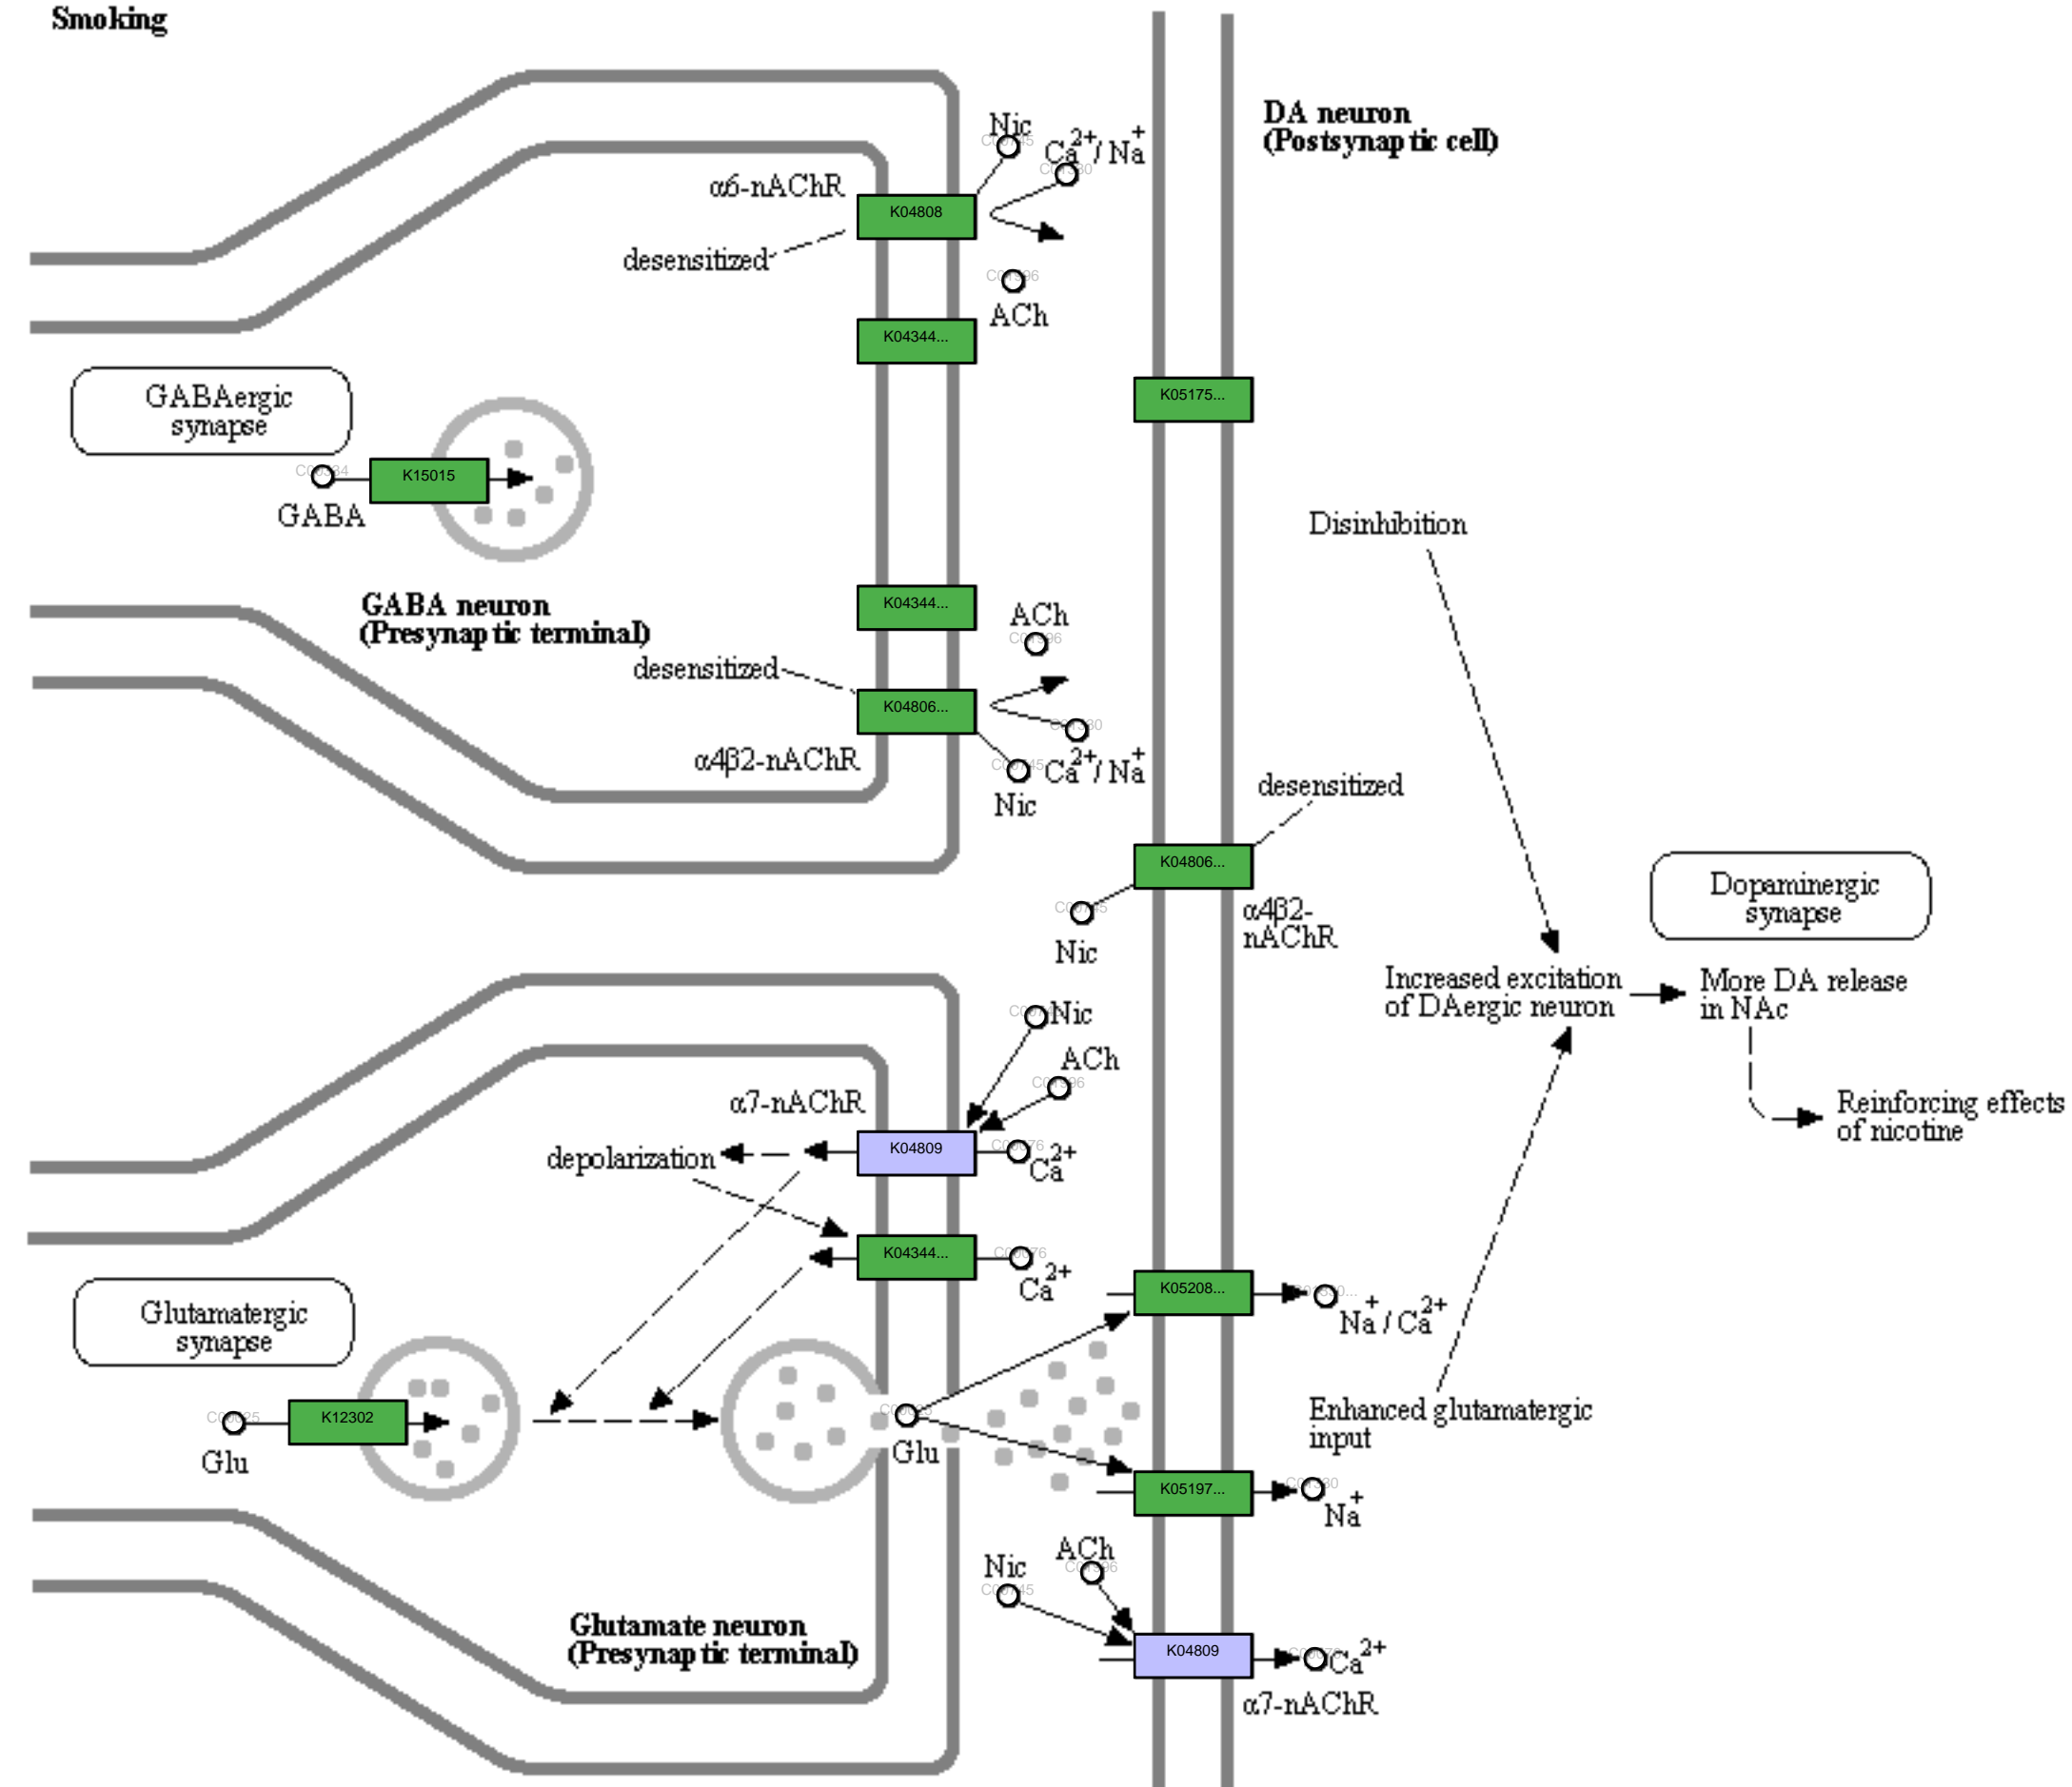 Smoking
DA neuron
(Postsynaptic cell)
Nic
Ca2+/ Na+
α6-nAChR
K04808
desensitized
ACh
K04344...
GABAergic
synapse
K05175...
K15015
GABA
Disinhibition
GABA neuron
(Presynaptic terminal)
K04344...
ACh
desensitized
K04806...
α4β2-nAChR
Ca2+/ Na+
Nic
desensitized
K04806...
α4β2-
nAChR
Nic
Dopaminergic
synapse
Increased excitation
of DAergic neuron
More DA release
in NAc
Nic
ACh
α7-nAChR
K04809
Ca2+
depolarization
Reinforcing effects
of nicotine
K04344...
Ca2+
Glutamatergic
synapse
K05208...
Na+ / Ca2+
K12302
Glu
Glu
Enhanced glutamatergic
input
K05197...
Na+
ACh
Nic
Glutamate neuron
(Presynaptic terminal)
K04809
Ca2+
α7-nAChR